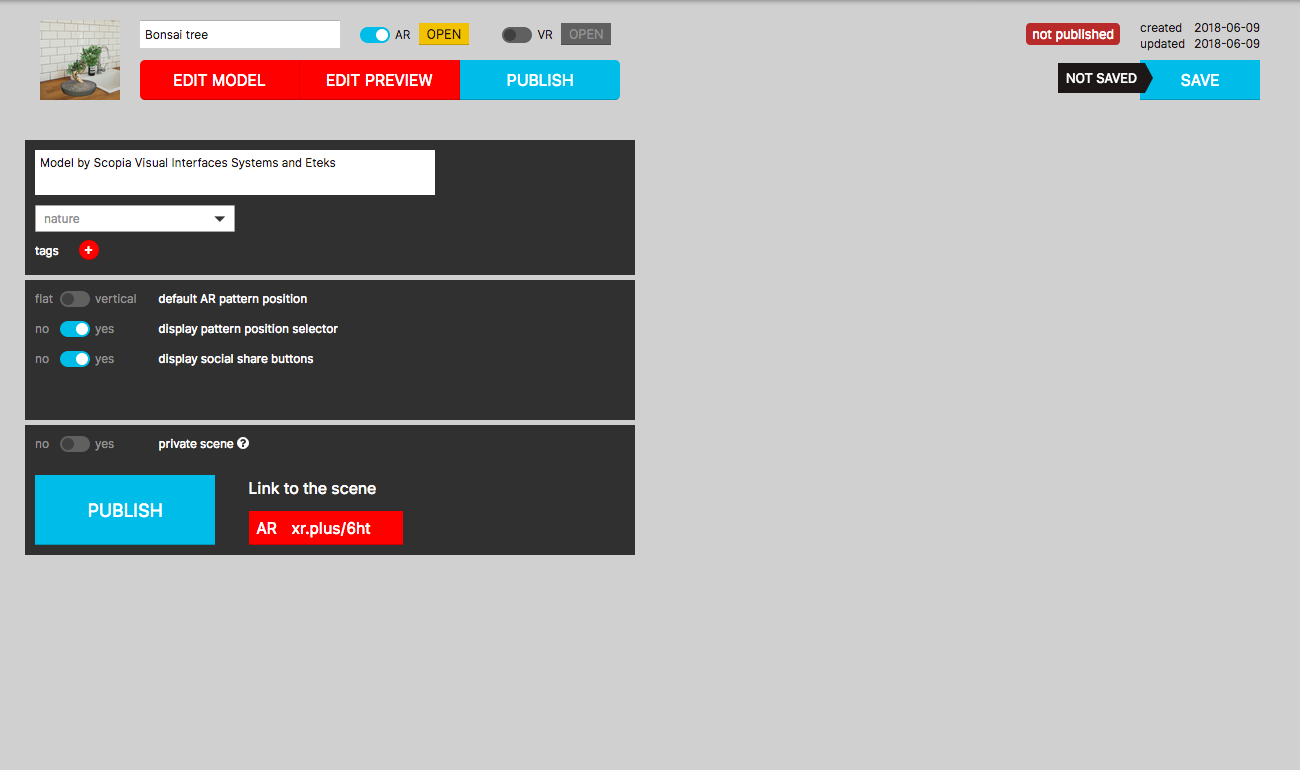 Bonsai tree
AR OPEN VR OPEN
not published
created 2018-06-09
updated 2018-06-09
EDIT MODEL EDIT PREVIEW PUBLISH
NOT SAVED SAVE
Model by Scopia Visual Interfaces Systems and Eteks
nature
tags +
flat vertical default AR pattern position
no yes display pattern position selector
no yes display social share buttons
no yes private scene ?
PUBLISH
Link to the scene
AR xr.plus/6ht